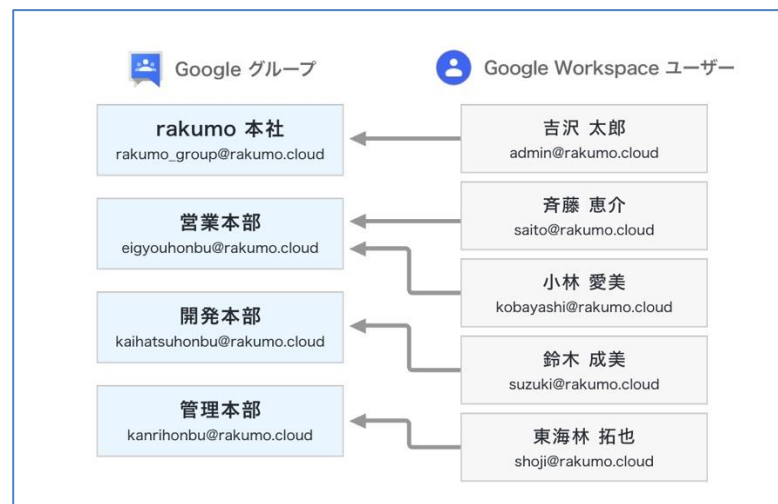 Google グループ
rakumo 本社
rakumo_group@rakumo.cloud
営業本部
eigyouhonbu@rakumo.cloud
開発本部
kaihatsuhonbu@rakumo.cloud
管理本部
kanrihonbu@rakumo.cloud
Google Workspace ユーザー
吉沢 太郎
admin@rakumo.cloud
斉藤 恵介
saito@rakumo.cloud
小林 愛美
kobayashi@rakumo.cloud
鈴木 成美
suzuki@rakumo.cloud
東海林 拓也
shoji@rakumo.cloud